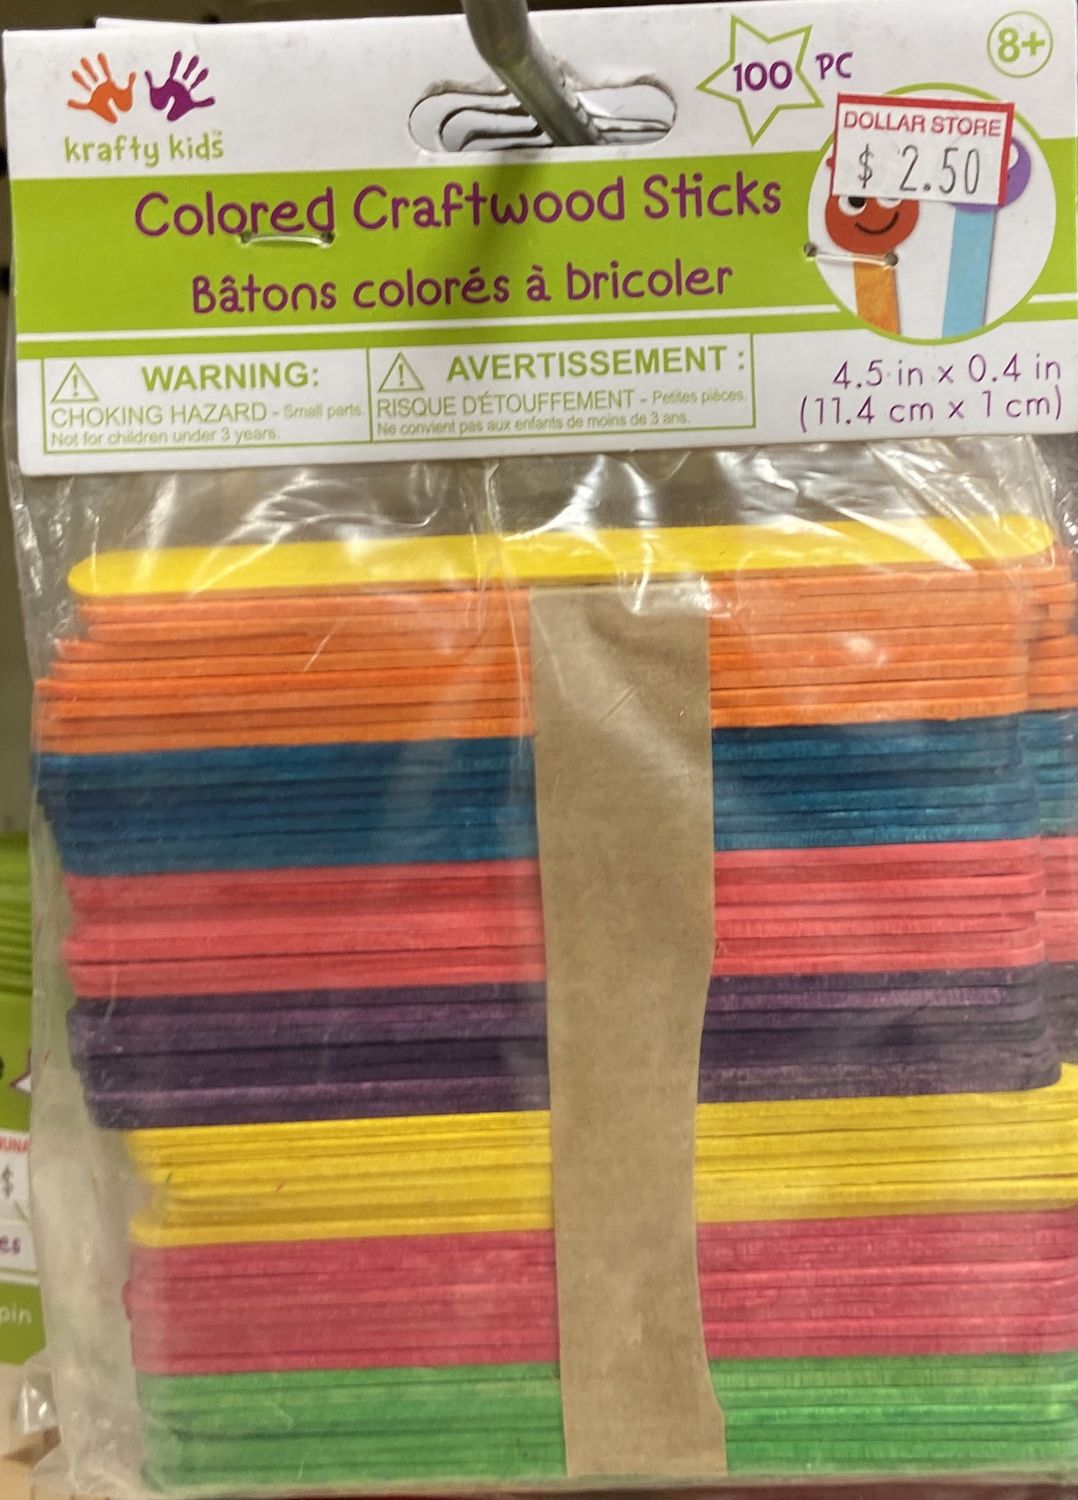 krafty kids™
100 PC
8+
DOLLAR STORE
$ 2.50
Colored Craftwood Sticks
Bâtons colorés à bricoler
WARNING:
CHOKING HAZARD - Small parts.
Not for children under 3 years.
AVERTISSEMENT :
RISQUE D'ÉTOUFFEMENT - Petites pièces.
Ne convient pas aux enfants de moins de 3 ans.
4.5 in x 0.4 in
(11.4 cm x 1 cm)
$
pin